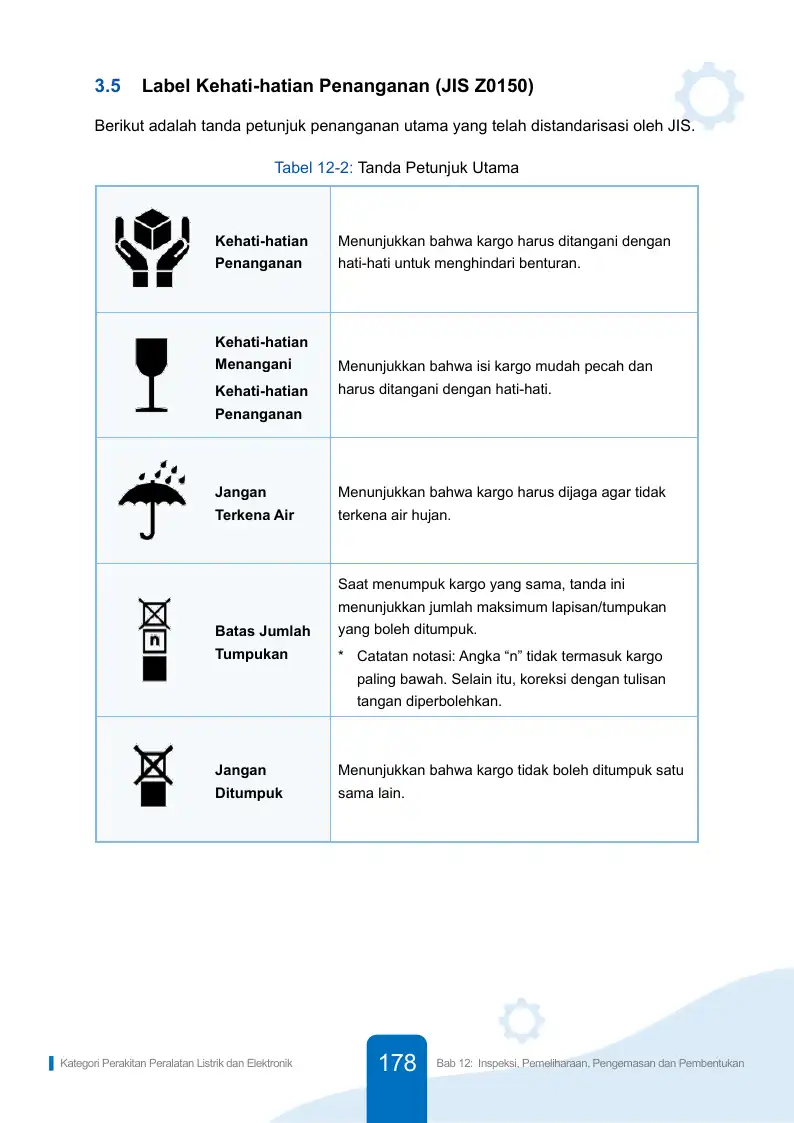 3.5 Label Kehati-hatian Penanganan (JIS Z0150)
Berikut adalah tanda petunjuk penanganan utama yang telah distandarisasi oleh JIS.
Tabel 12-2: Tanda Petunjuk Utama
Kehati-hatian
Penanganan
Menunjukkan bahwa kargo harus ditangani dengan
hati-hati untuk menghindari benturan.
Kehati-hatian
Menangani
Kehati-hatian
Penanganan
Menunjukkan bahwa isi kargo mudah pecah dan
harus ditangani dengan hati-hati.
Jangan
Terkena Air
Menunjukkan bahwa kargo harus dijaga agar tidak
terkena air hujan.
n
Batas Jumlah
Tumpukan
Saat menumpuk kargo yang sama, tanda ini
menunjukkan jumlah maksimum lapisan/tumpukan
yang boleh ditumpuk.
* Catatan notasi: Angka “n” tidak termasuk kargo
paling bawah. Selain itu, koreksi dengan tulisan
tangan diperbolehkan.
Jangan
Ditumpuk
Menunjukkan bahwa kargo tidak boleh ditumpuk satu
sama lain.
Kategori Perakitan Peralatan Listrik dan Elektronik
178
Bab 12: Inspeksi, Pemeliharaan, Pengemasan dan Pembentukan